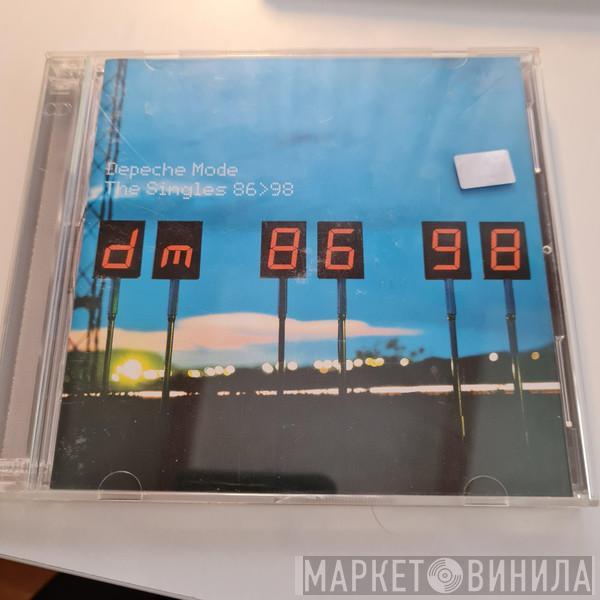 Depeche Mode
The Singles 86>98
dm 86 98
МАРКЕТ ВИНИЛА